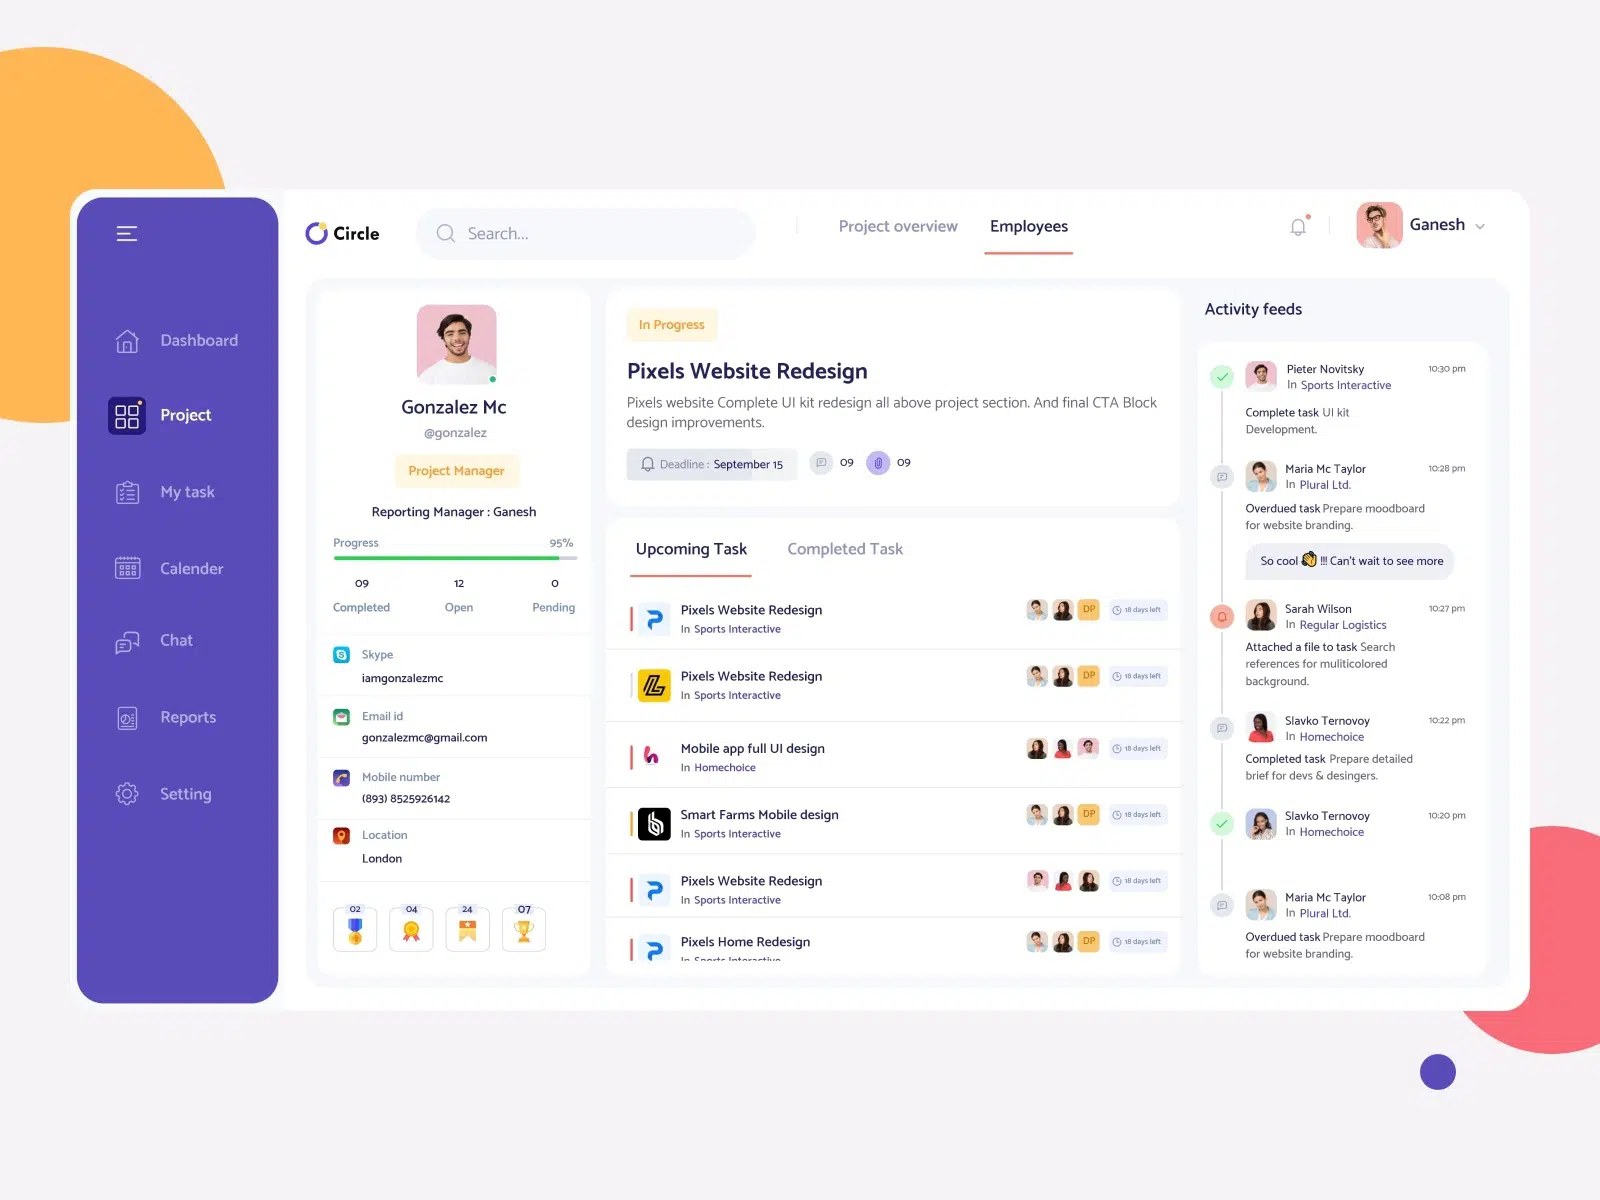 Circle
Search...
Project overview
Employees
Ganesh
Dashboard
Project
My task
Calender
Chat
Reports
Setting
Gonzalez Mc
@gonzalez
Project Manager
Reporting Manager : Ganesh
Progress 95%
09 12 0
Completed Open Pending
Skype
iamgonzalezmc
Email id
gonzalezmc@gmail.com
Mobile number
(893) 8525926142
Location
London
02 04 24 07
In Progress
Pixels Website Redesign
Pixels website Complete UI kit redesign all above project section. And final CTA Block
design improvements.
Deadline : September 15 09 09
Upcoming Task Completed Task
Pixels Website Redesign
In Sports Interactive
DP 18 days left
Pixels Website Redesign
In Sports Interactive
DP 18 days left
Mobile app full UI design
In Homechoice
18 days left
Smart Farms Mobile design
In Sports Interactive
DP 18 days left
Pixels Website Redesign
In Sports Interactive
18 days left
Pixels Home Redesign
In Sports Interactive
DP 18 days left
Activity feeds
Pieter Novitsky 10:30 pm
In Sports Interactive
Complete task UI kit
Development.
Maria Mc Taylor 10:28 pm
In Plural Ltd.
Overdued task Prepare moodboard
for website branding.
So cool 👏 !!! Can't wait to see more
Sarah Wilson 10:27 pm
In Regular Logistics
Attached a file to task Search
references for muliticolored
background.
Slavko Ternovoy 10:22 pm
In Homechoice
Completed task Prepare detailed
brief for devs & desingers.
Slavko Ternovoy 10:20 pm
In Homechoice
Maria Mc Taylor 10:08 pm
In Plural Ltd.
Overdued task Prepare moodboard
for website branding.